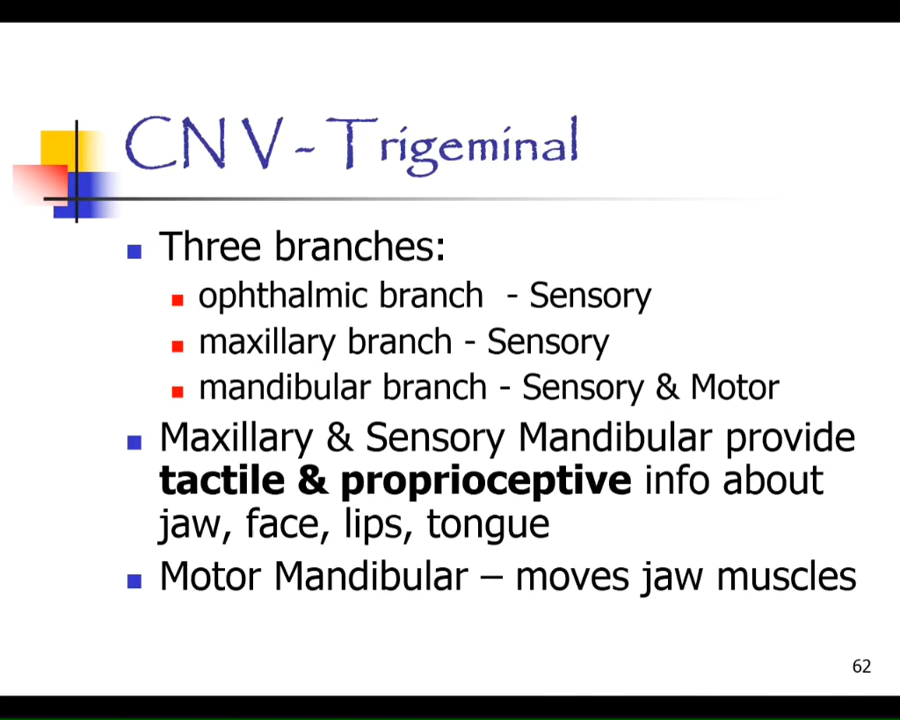 CN V - Trigeminal
Three branches:
ophthalmic branch - Sensory
maxillary branch - Sensory
mandibular branch - Sensory & Motor
Maxillary & Sensory Mandibular provide
tactile & proprioceptive info about
jaw, face, lips, tongue
Motor Mandibular – moves jaw muscles
62